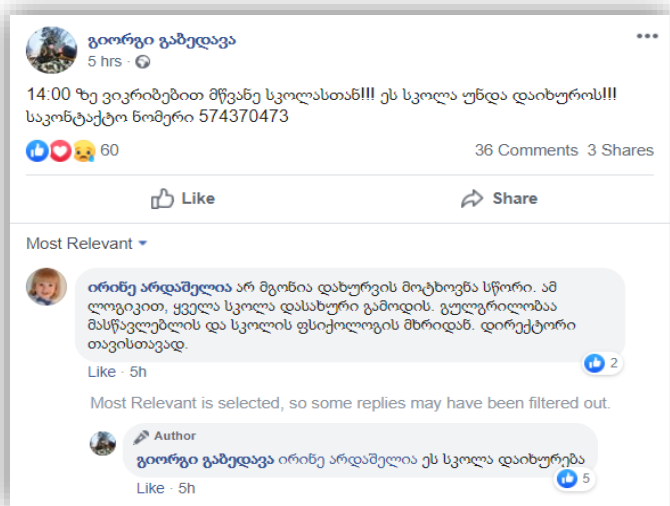 გიორგი გაბედავა
5 hrs ·
14:00 ზე ვიკრიბებით მწვანე სკოლასთან!!! ეს სკოლა უნდა დაიხუროს!!!
საკონტაქტო ნომერი 574370473
60
36 Comments 3 Shares
Like
Share
Most Relevant
ირინე არდაშელია არ მგონია დახურვის მოტხოვნა სწორი. ამ
ლოგიკით, ყველა სკოლა დასახური გამოდის. გულგრილობაა
მასწავლებლის და სკოლის ფსიქოლოგის მხრიდან. დირექტორი
თავისთავად.
2
Like · 5h
Most Relevant is selected, so some replies may have been filtered out.
Author
გიორგი გაბედავა ირინე არდაშელია ეს სკოლა დაიხურება
5
Like · 5h